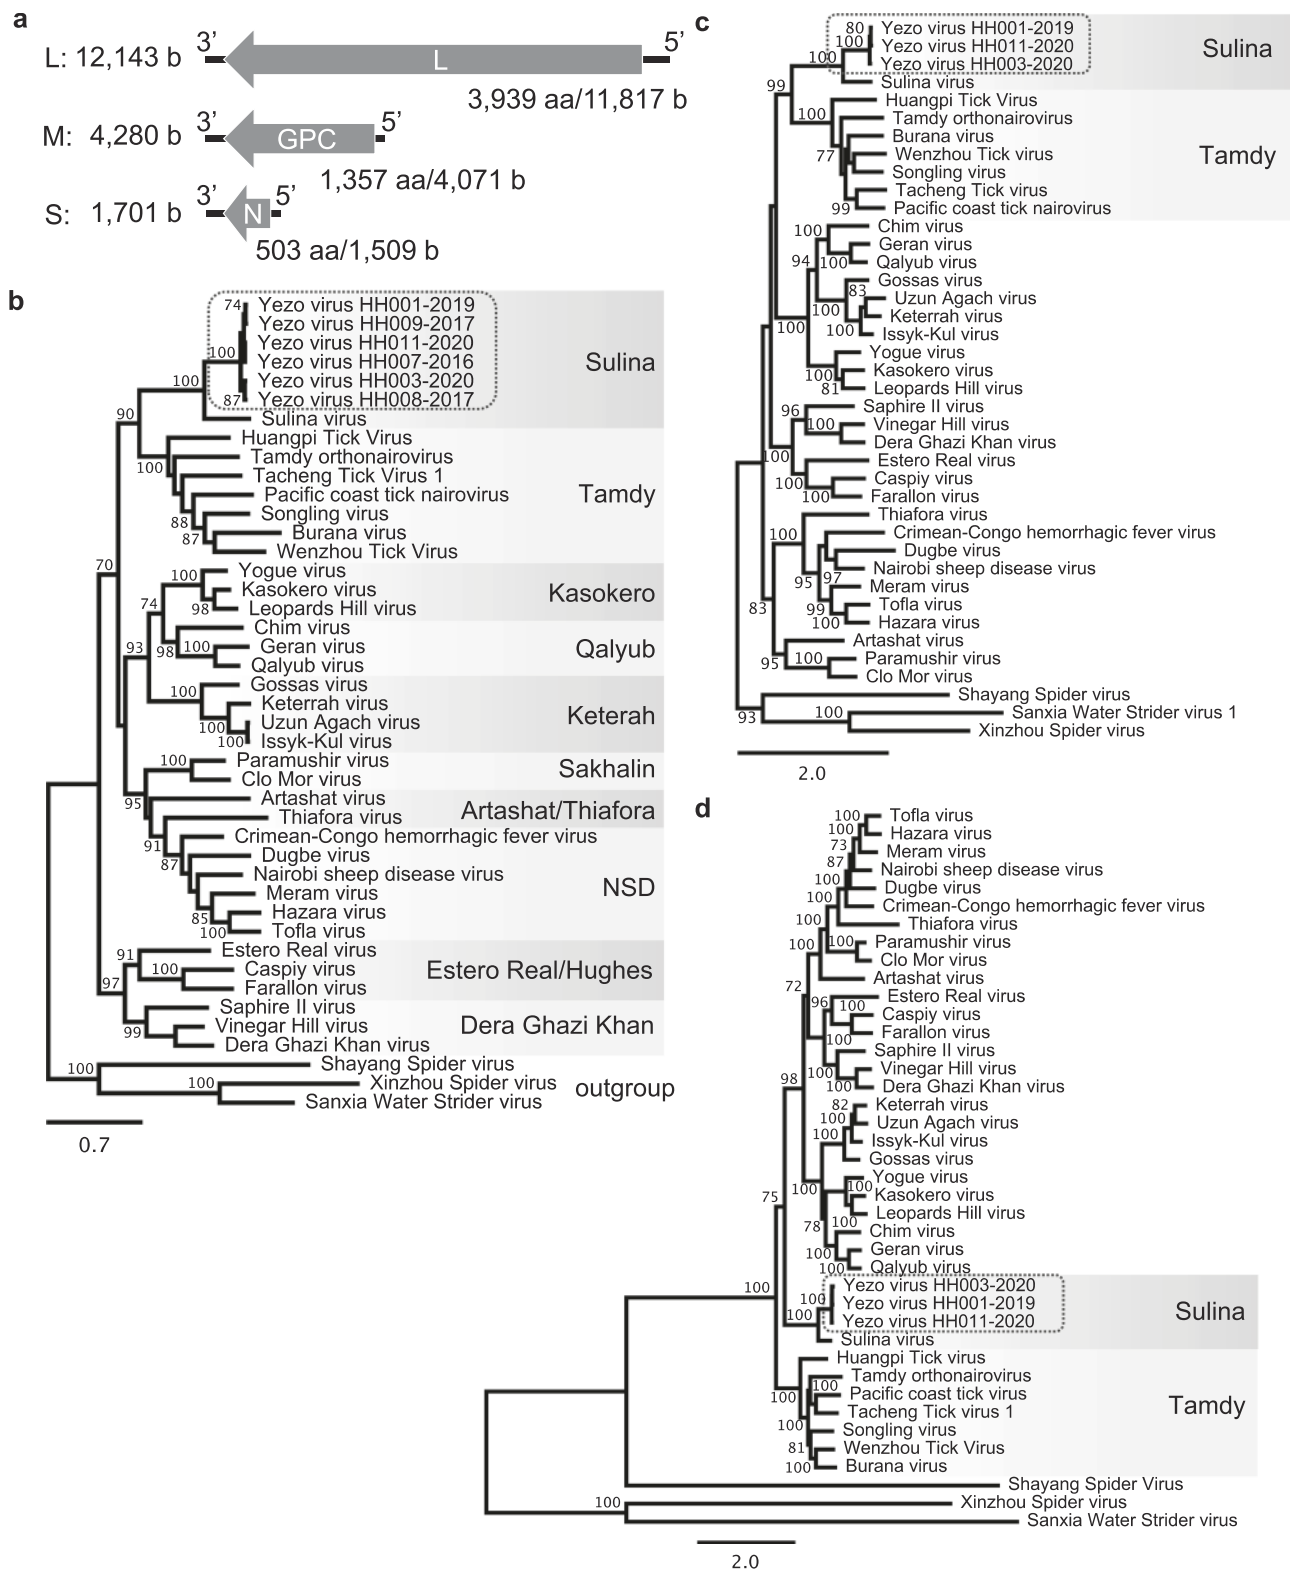 a
3’ 5’
L: 12,143 b
L
3,939 aa/11,817 b
3’ 5’
M: 4,280 b
GPC
1,357 aa/4,071 b
3’ 5’
S: 1,701 b
N
503 aa/1,509 b
b
74
Yezo virus HH001-2019
Yezo virus HH009-2017
Yezo virus HH011-2020
100
Yezo virus HH007-2016
Sulina
100
Yezo virus HH003-2020
87
Yezo virus HH008-2017
90
Sulina virus
Huangpi Tick Virus
Tamdy orthonairovirus
100
Tacheng Tick Virus 1
Pacific coast tick nairovirus
Tamdy
Songling virus
88
Burana virus
87
Wenzhou Tick Virus
70
Yogue virus
100
Kasokero virus
Kasokero
74
98
Leopards Hill virus
Chim virus
93
98
100
Geran virus
Qalyub
Qalyub virus
Gossas virus
100
Keterrah virus
Keterah
100
Uzun Agach virus
100
Issyk-Kul virus
Paramushir virus
100
Sakhalin
Clo Mor virus
95
Artashat virus
Artashat/Thiafora
Thiafora virus
Crimean-Congo hemorrhagic fever virus
91
Dugbe virus
87
Nairobi sheep disease virus
NSD
Meram virus
85
Hazara virus
100
Tofla virus
91
Estero Real virus
100
Caspiy virus
Estero Real/Hughes
97
Farallon virus
Saphire II virus
99
Vinegar Hill virus
Dera Ghazi Khan
Dera Ghazi Khan virus
100
Shayang Spider virus
100
Xinzhou Spider virus
outgroup
Sanxia Water Strider virus
0.7
c
80
Yezo virus HH001-2019
100
Yezo virus HH011-2020
Sulina
100
Yezo virus HH003-2020
99
Sulina virus
Huangpi Tick Virus
100
Tamdy orthonairovirus
Burana virus
77
Wenzhou Tick virus
Tamdy
Songling virus
Tacheng Tick virus
99
Pacific coast tick nairovirus
100
Chim virus
Geran virus
94
100
Qalyub virus
Gossas virus
83
Uzun Agach virus
100
Keterrah virus
100
100
Issyk-Kul virus
Yogue virus
100
Kasokero virus
81
Leopards Hill virus
96
Saphire II virus
100
Vinegar Hill virus
Dera Ghazi Khan virus
100
Estero Real virus
100
Caspiy virus
100
Farallon virus
Thiafora virus
100
Crimean-Congo hemorrhagic fever virus
Dugbe virus
Nairobi sheep disease virus
95
97
Meram virus
83
99
Tofla virus
100
Hazara virus
Artashat virus
95
100
Paramushir virus
Clo Mor virus
Shayang Spider virus
93
100
Sanxia Water Strider virus 1
Xinzhou Spider virus
2.0
d
100
Tofla virus
100
Hazara virus
73
Meram virus
87
Nairobi sheep disease virus
100
Dugbe virus
100
Crimean-Congo hemorrhagic fever virus
100
Thiafora virus
100
100
Paramushir virus
Clo Mor virus
72
Artashat virus
96
Estero Real virus
100
Caspiy virus
Farallon virus
100
Saphire II virus
100
Vinegar Hill virus
98
100
Dera Ghazi Khan virus
82
Keterrah virus
100
Uzun Agach virus
100
Issyk-Kul virus
Gossas virus
Yogue virus
75
100
100
Kasokero virus
Leopards Hill virus
78
100
Chim virus
100
Geran virus
100
Qalyub virus
100
Yezo virus HH003-2020
100
Yezo virus HH001-2019
Sulina
100
Yezo virus HH011-2020
Sulina virus
Huangpi Tick virus
Tamdy orthonairovirus
100
100
Pacific coast tick virus
Tamdy
Tacheng Tick virus 1
100
Songling virus
81
Wenzhou Tick Virus
100
Burana virus
Shayang Spider Virus
100
Xinzhou Spider virus
Sanxia Water Strider virus
2.0